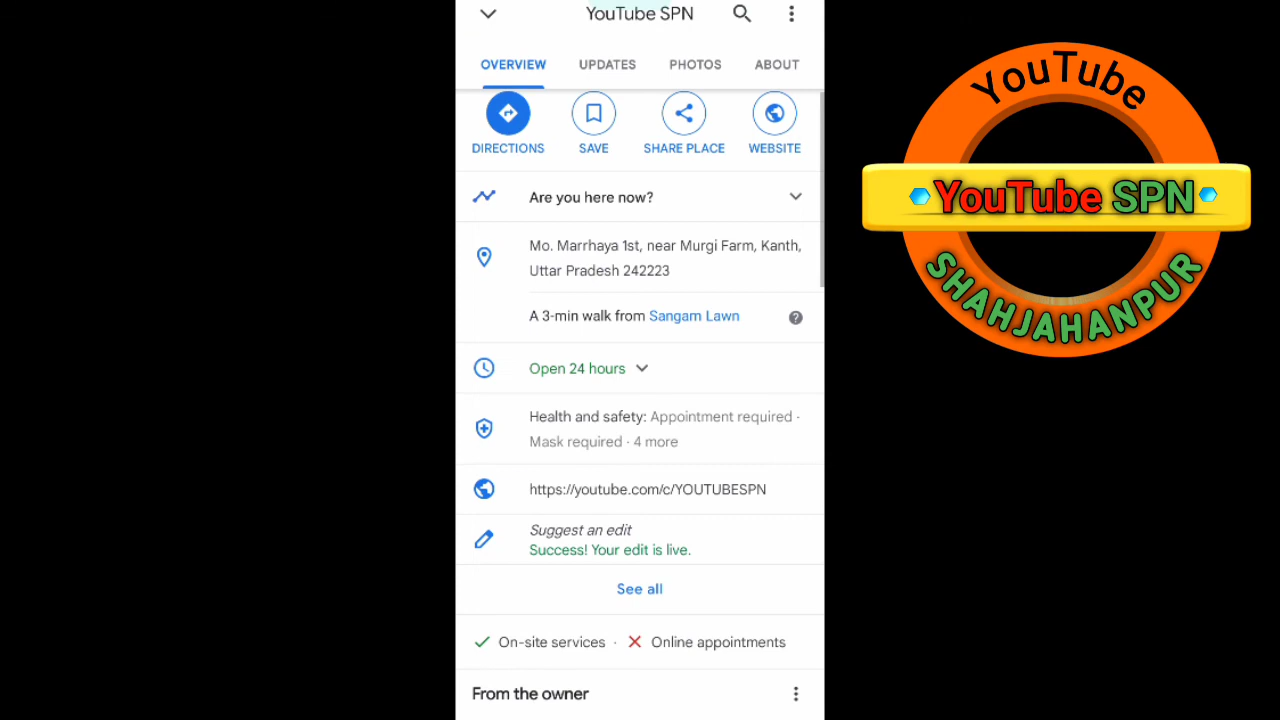 YouTube SPN
OVERVIEW UPDATES PHOTOS ABOUT
DIRECTIONS SAVE SHARE PLACE WEBSITE
Are you here now?
Mo. Marrhaya 1st, near Murgi Farm, Kanth,
Uttar Pradesh 242223
A 3-min walk from Sangam Lawn
Open 24 hours
Health and safety: Appointment required ·
Mask required · 4 more
https://youtube.com/c/YOUTUBESPN
Suggest an edit
Success! Your edit is live.
See all
On-site services · Online appointments
From the owner
YouTube
YouTube SPN
SHAHJAHANPUR